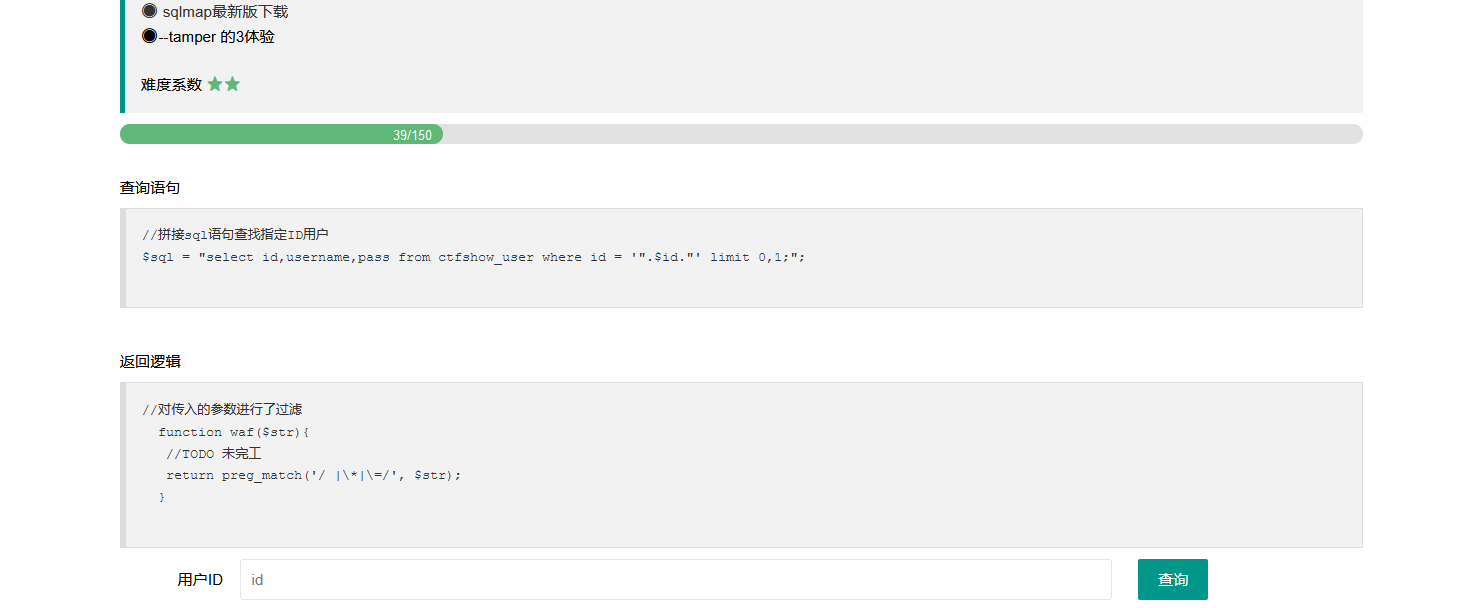 ◉ sqlmap最新版下载
◉--tamper 的3体验
难度系数 ★★
39/150
查询语句
//拼接sql语句查找指定ID用户
$sql = "select id,username,pass from ctfshow_user where id = '".$id."' limit 0,1;";
返回逻辑
//对传入的参数进行了过滤
function waf($str){
//TODO 未完工
return preg_match('/ |\*|\=/', $str);
}
用户ID
id
查询